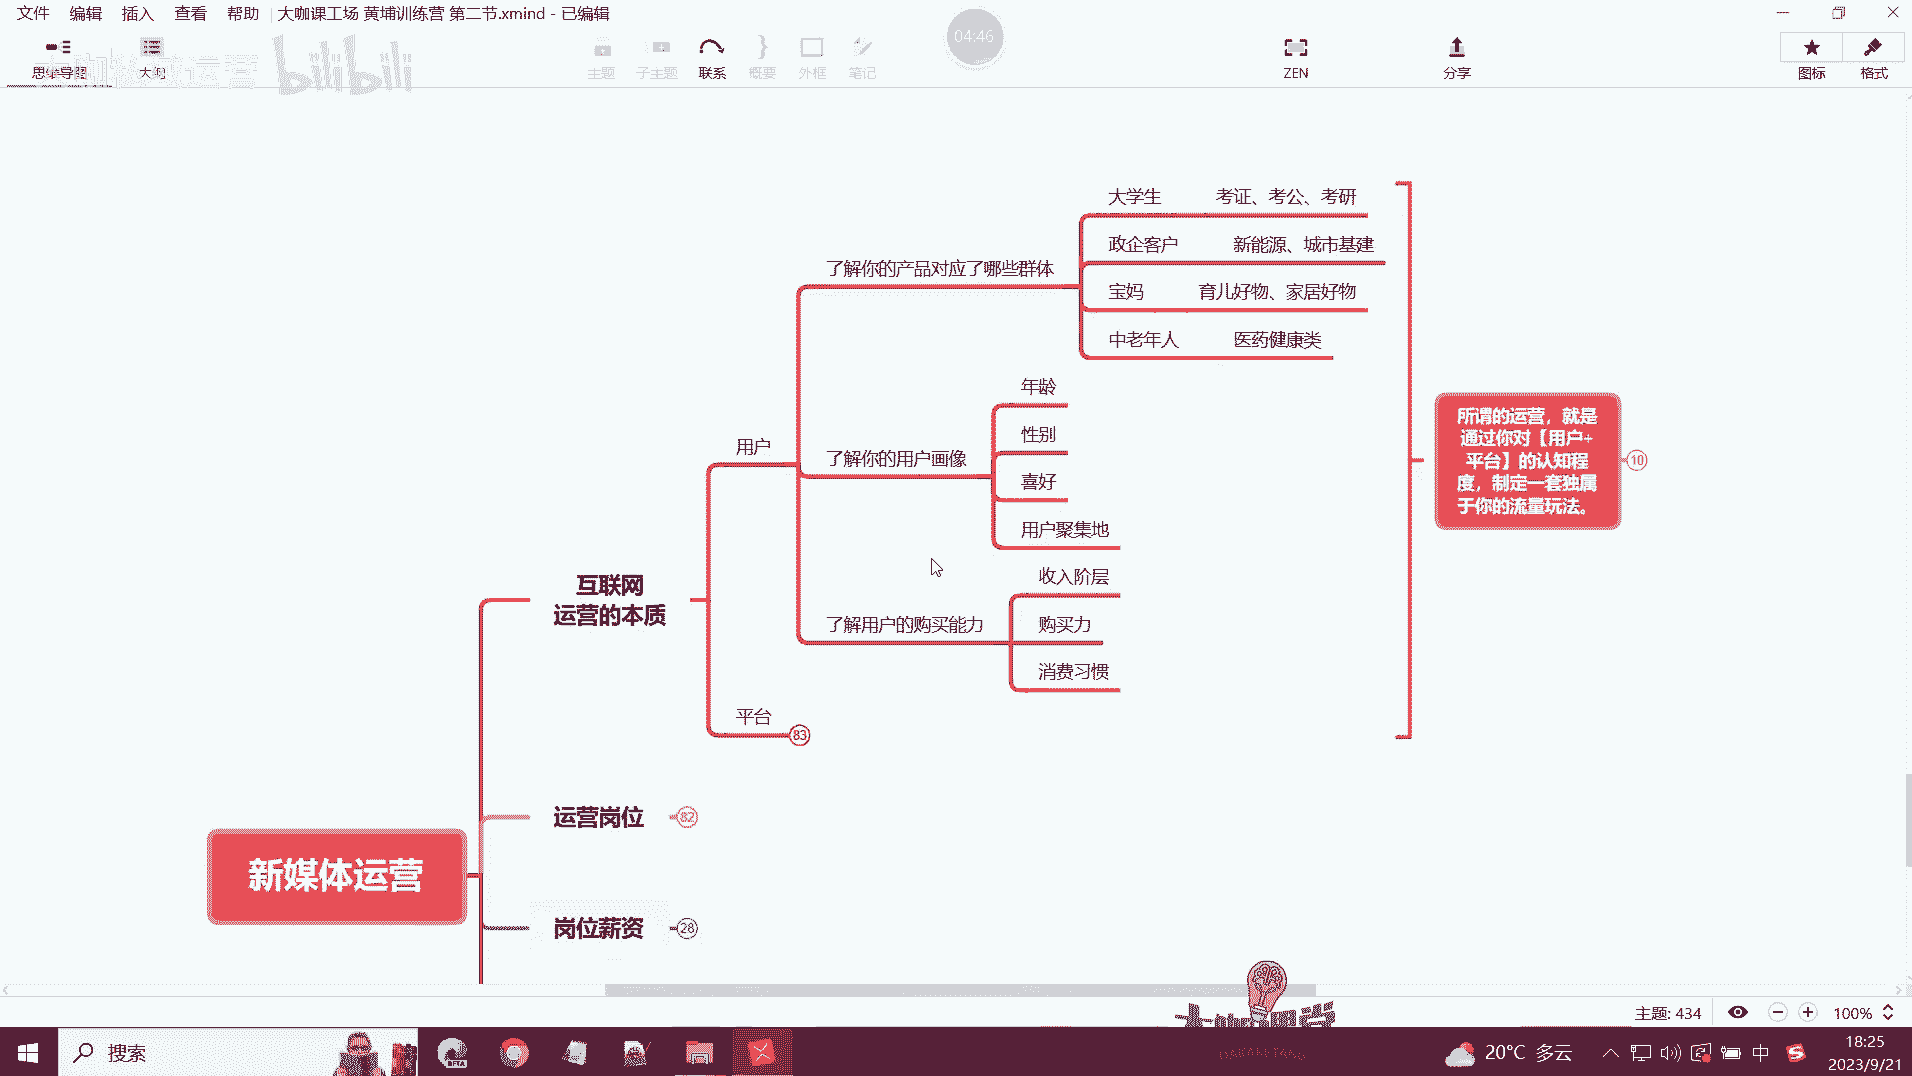 文件 编辑 插入 查看 帮助 大咖课工场 黄埔训练营 第二节.xmind - 已编辑
04:46
思维导图 大纲 主题 子主题 联系 概要 外框 笔记 ZEN 分享 图标 格式
bilibili
大学生 考证、考公、考研
政企客户 新能源、城市基建
了解你的产品对应了哪些群体
宝妈 育儿好物、家居好物
中老年人 医药健康类
年龄
性别
用户
了解你的用户画像
喜好
用户聚集地
所谓的运营，就是
通过你对【用户+
平台】的认知程
度，制定一套独属
于你的流量玩法。
10
互联网
运营的本质
收入阶层
了解用户的购买能力
购买力
消费习惯
平台 83
运营岗位 82
新媒体运营
岗位薪资 28
主题: 434 100%
大咖课堂
DAKAKETANG
搜索
20°C 多云
中
18:25
2023/9/21